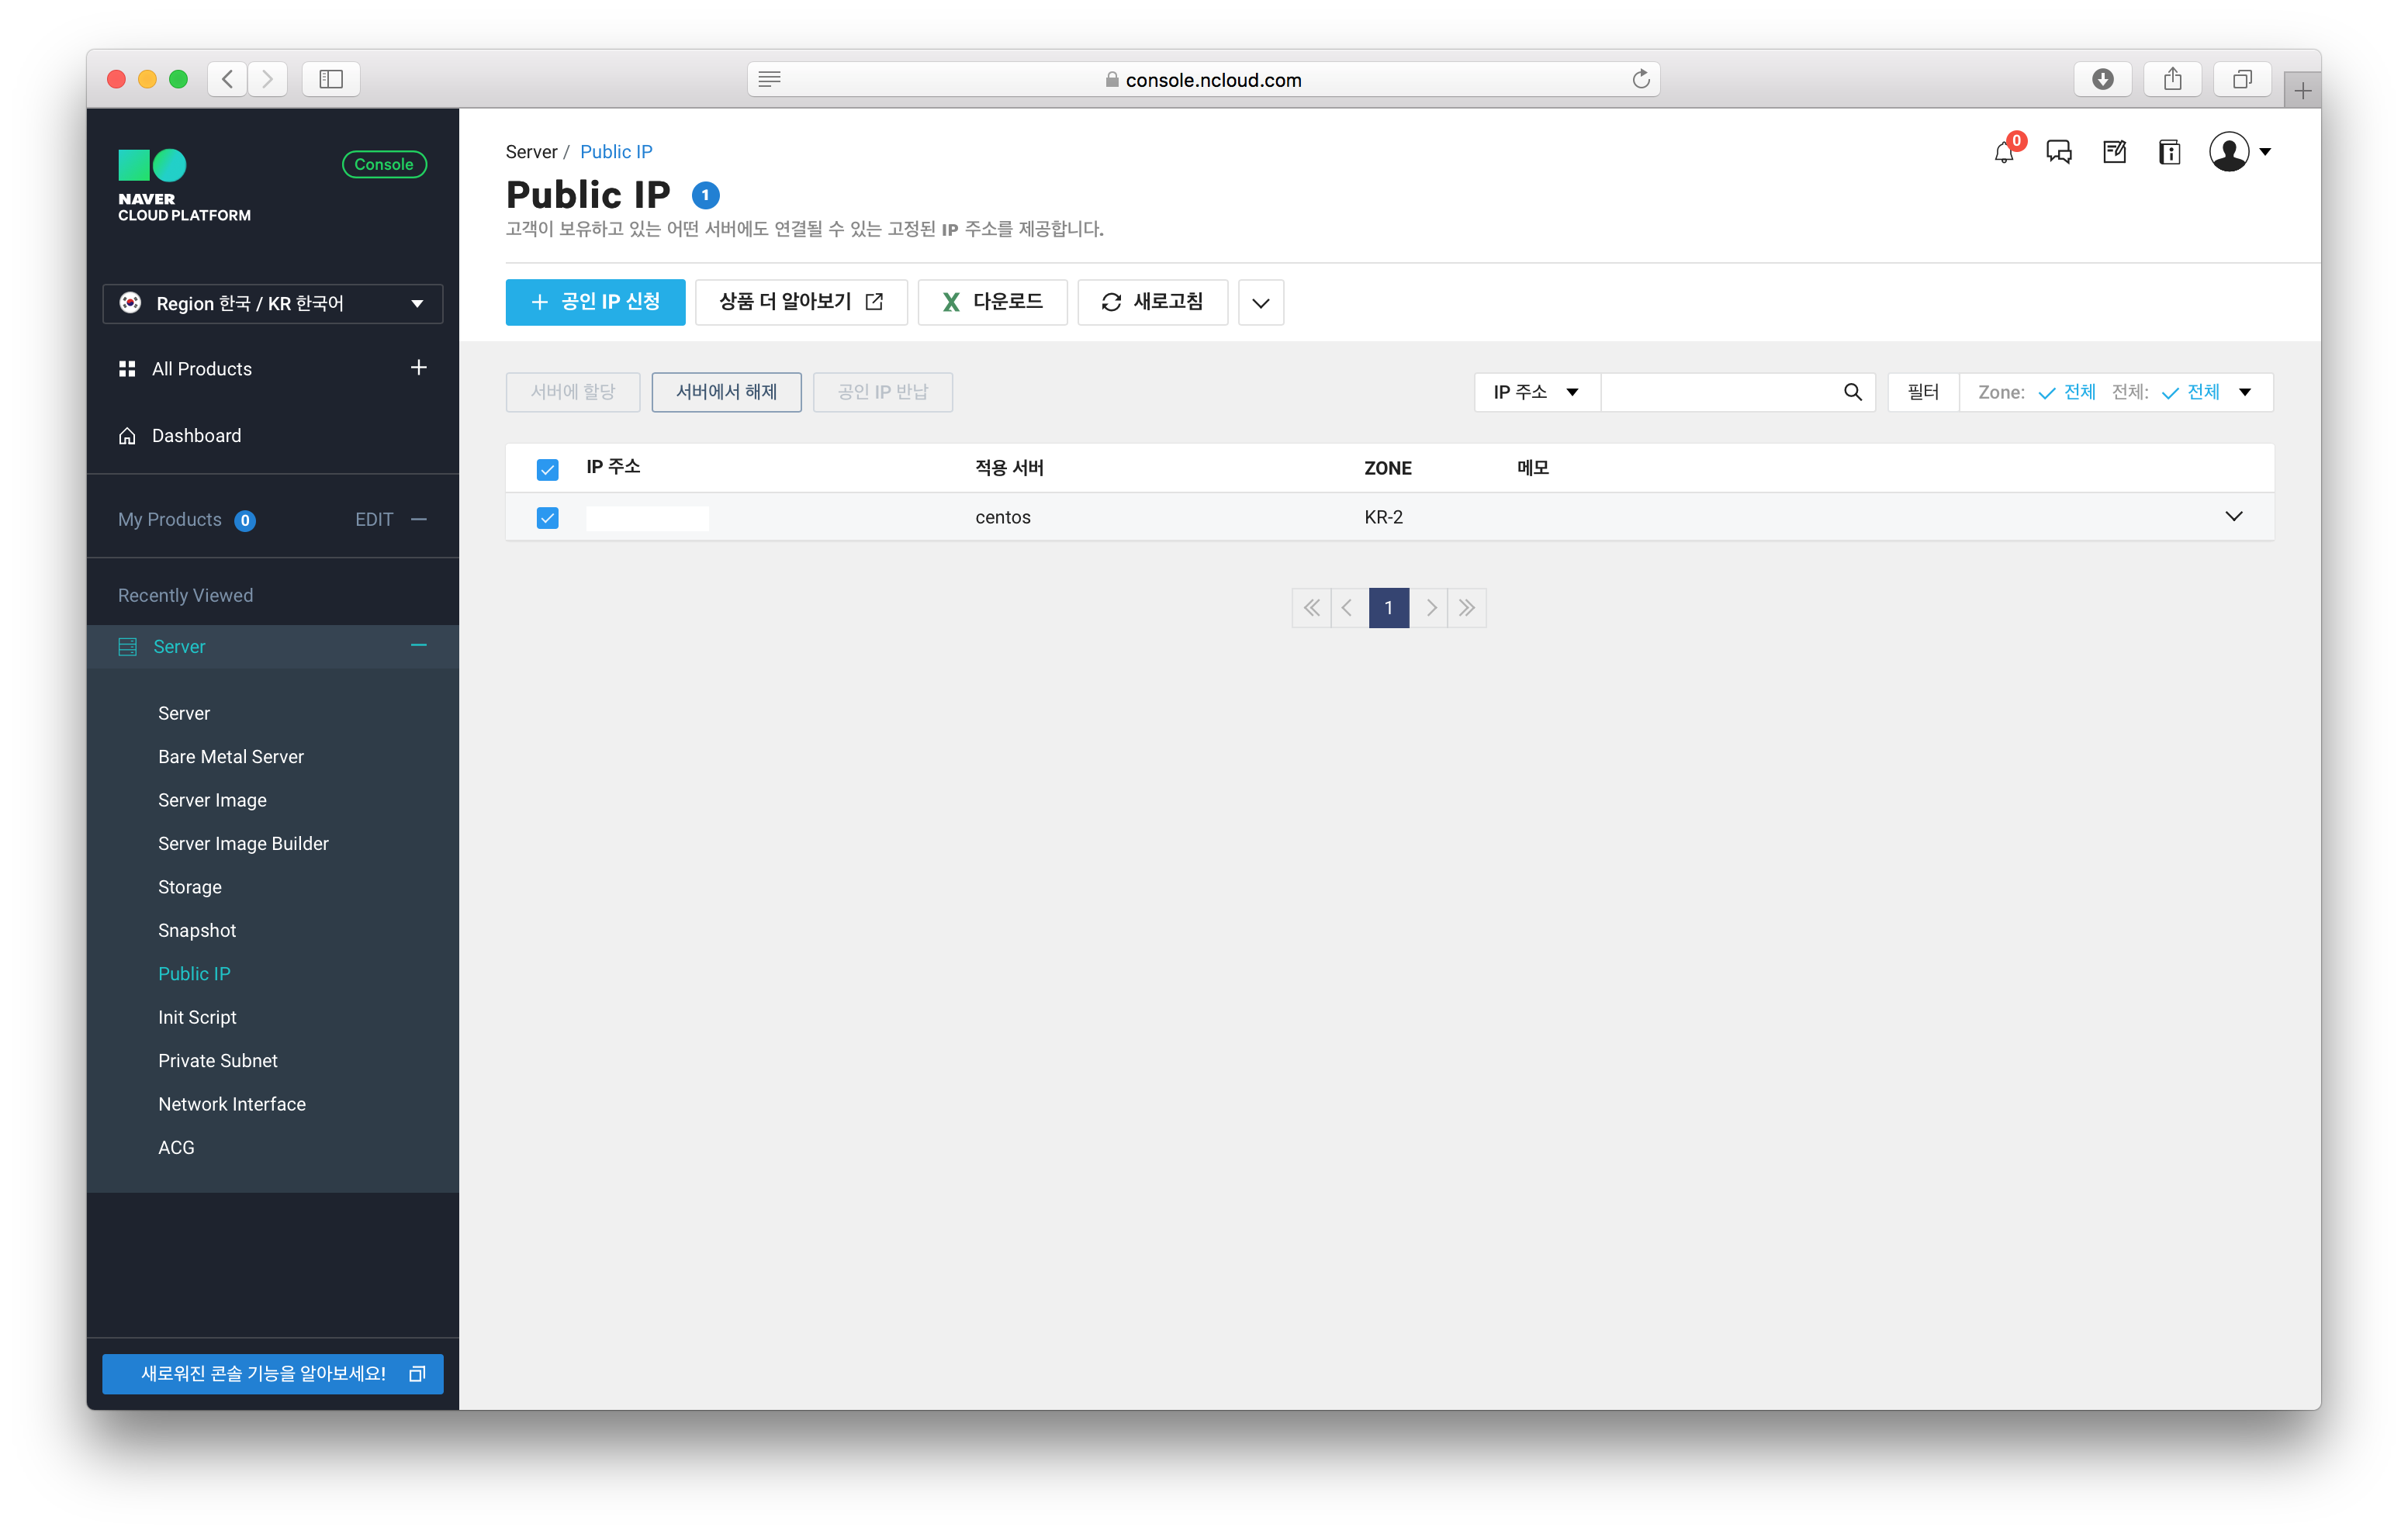 console.ncloud.com
NAVER
CLOUD PLATFORM
Console
Region 한국 / KR 한국어
All Products
Dashboard
My Products 0 EDIT
Recently Viewed
Server
Server
Bare Metal Server
Server Image
Server Image Builder
Storage
Snapshot
Public IP
Init Script
Private Subnet
Network Interface
ACG
새로워진 콘솔 기능을 알아보세요!
Server / Public IP
0
Public IP 1
고객이 보유하고 있는 어떤 서버에도 연결될 수 있는 고정된 IP 주소를 제공합니다.
+ 공인 IP 신청 상품 더 알아보기 다운로드 새로고침
서버에 할당 서버에서 해제 공인 IP 반납 IP 주소 필터 Zone: 전체 전체: 전체
IP 주소 적용 서버 ZONE 메모
centos KR-2
1